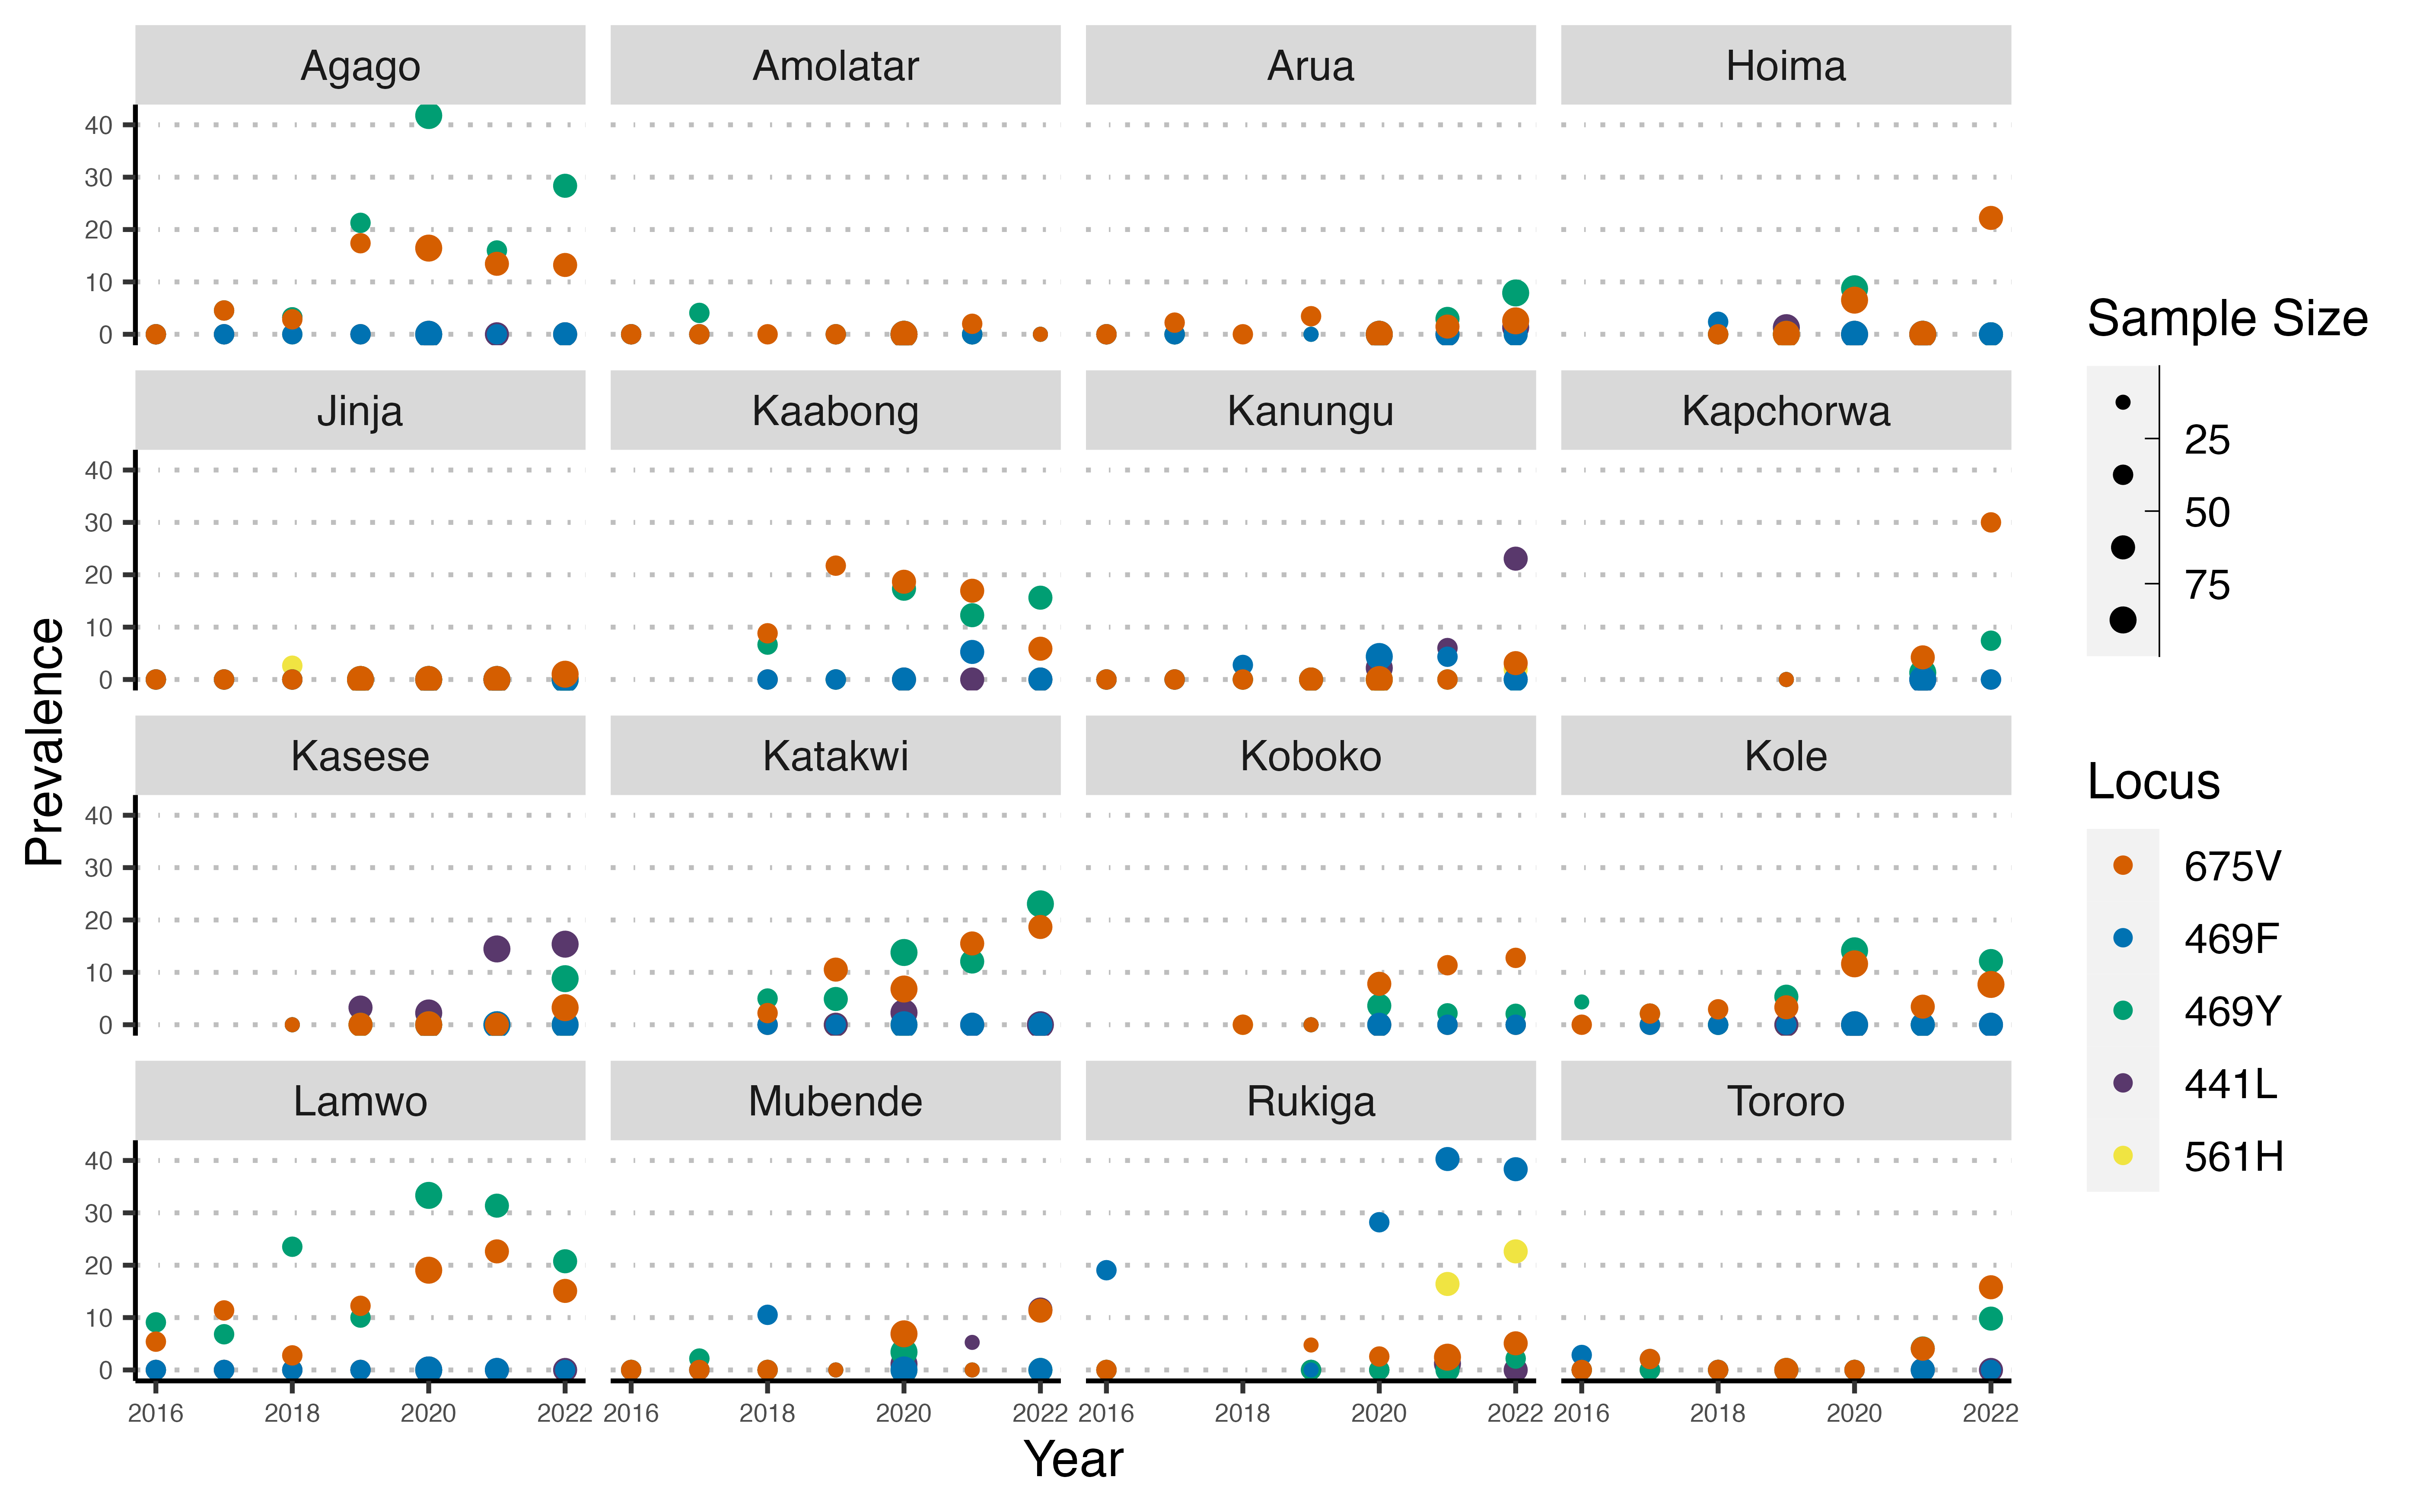 Agago Amolatar Arua Hoima
40
30
20
10
0
Jinja Kaabong Kanungu Kapchorwa
40
30
20
10
0
Kasese Katakwi Koboko Kole
40
30
20
10
0
Lamwo Mubende Rukiga Tororo
40
30
20
10
0
2016 2018 2020 2022 2016 2018 2020 2022 2016 2018 2020 2022 2016 2018 2020 2022
Year
Prevalence
Sample Size
25
50
75
Locus
675V
469F
469Y
441L
561H